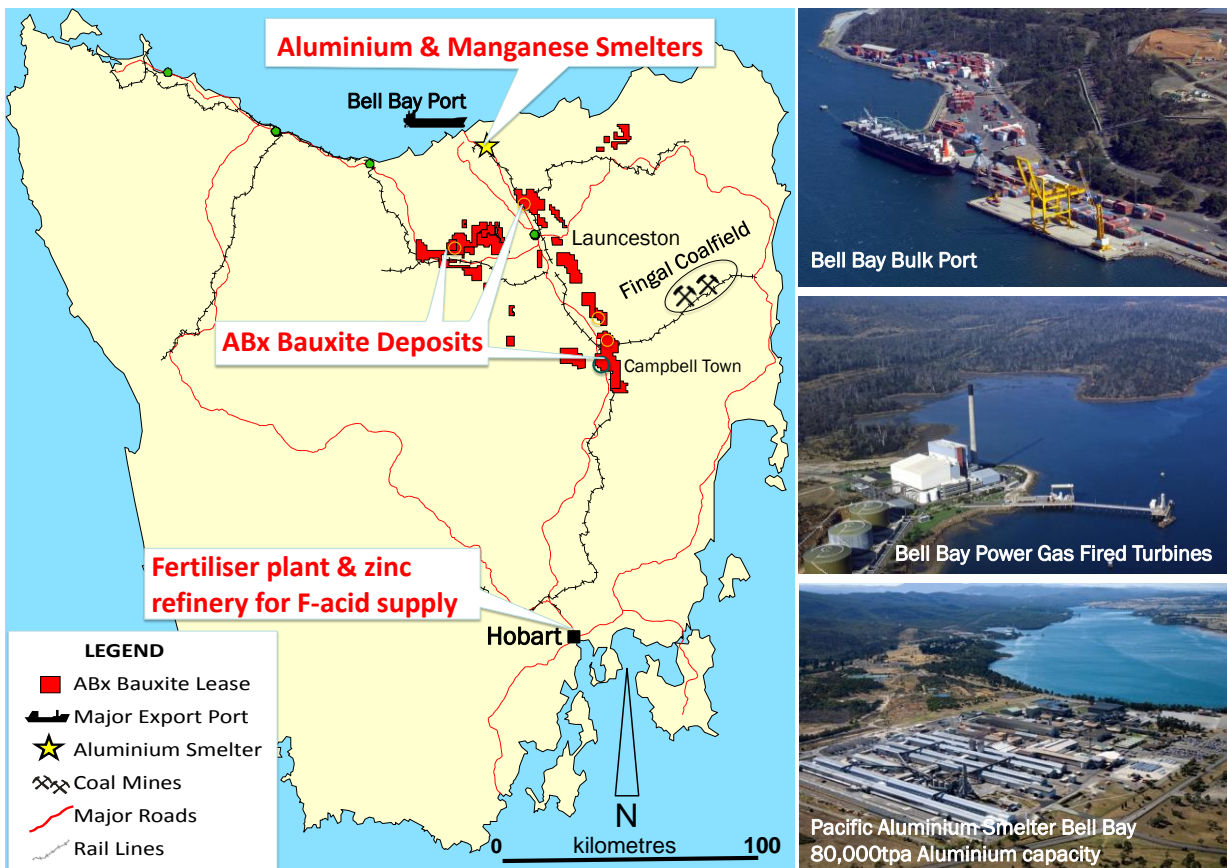 Aluminium & Manganese Smelters
Bell Bay Port
Launceston
Fingal Coalfield
ABx Bauxite Deposits
Campbell Town
Fertiliser plant & zinc
refinery for F-acid supply
Hobart
LEGEND
ABx Bauxite Lease
Major Export Port
Aluminium Smelter
Coal Mines
Major Roads
Rail Lines
N
0 kilometres 100
Bell Bay Bulk Port
Bell Bay Power Gas Fired Turbines
Pacific Aluminium Smelter Bell Bay
80,000tpa Aluminium capacity